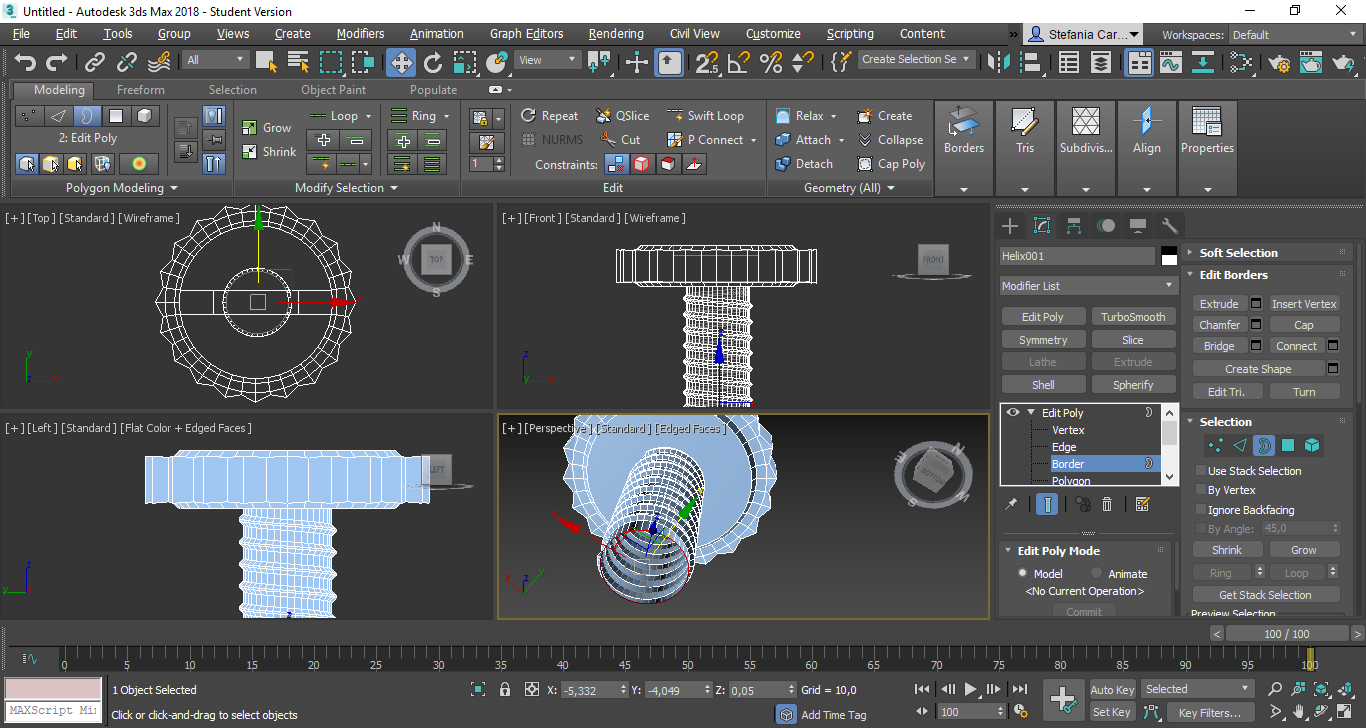 Untitled - Autodesk 3ds Max 2018 - Student Version
File Edit Tools Group Views Create Modifiers Animation Graph Editors Rendering Civil View Customize Scripting Content » Stefania Car... Workspaces: Default
All View Create Selection Se
Modeling Freeform Selection Object Paint Populate
2: Edit Poly
Polygon Modeling
Grow Loop Ring
Shrink
Modify Selection
Repeat QSlice Swift Loop
NURMS Cut P Connect
1 Constraints:
Edit
Relax Create
Attach Collapse
Detach Cap Poly
Geometry (All)
Borders Tris Subdivis... Align Properties
[+] [Top] [Standard] [Wireframe]
N
W TOP E
S
y
z x
[+] [Front] [Standard] [Wireframe]
FRONT
z
y x
[+] [Left] [Standard] [Flat Color + Edged Faces]
LEFT
z
y
[+] [Perspective] [Standard] [Edged Faces]
BOTTOM
Helix001
Modifier List
Edit Poly TurboSmooth
Symmetry Slice
Lathe Extrude
Shell Spherify
Edit Poly
Vertex
Edge
Border
Polygon
Edit Poly Mode
Model Animate
<No Current Operation>
Commit
Soft Selection
Edit Borders
Extrude Insert Vertex
Chamfer Cap
Bridge Connect
Create Shape
Edit Tri. Turn
Selection
Use Stack Selection
By Vertex
Ignore Backfacing
By Angle: 45,0
Shrink Grow
Ring Loop
Get Stack Selection
Preview Selection
< 100 / 100 >
0 5 10 15 20 25 30 35 40 45 50 55 60 65 70 75 80 85 90 95 100
1 Object Selected X: -5,332 Y: -4,049 Z: 0,05 Grid = 10,0 Auto Key Selected
MAXScript Mi
Click or click-and-drag to select objects Add Time Tag 100 Set Key Key Filters...